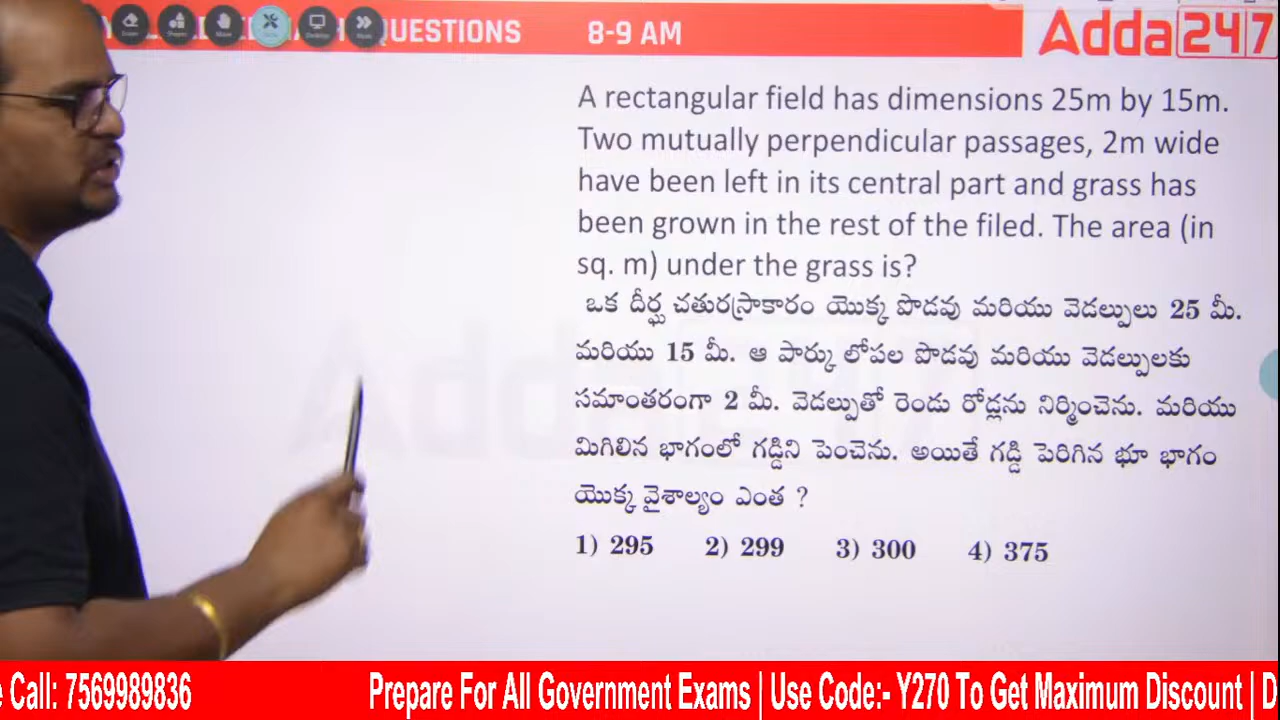 QUESTIONS 8-9 AM
Adda247
A rectangular field has dimensions 25m by 15m.
Two mutually perpendicular passages, 2m wide
have been left in its central part and grass has
been grown in the rest of the filed. The area (in
sq. m) under the grass is?
ఒక దీర్ఘ చతురస్రాకారం యొక్క పొడవు మరియు వెడల్పులు 25 మీ.
మరియు 15 మీ. ఆ పార్కు లోపల పొడవు మరియు వెడల్పులకు
సమాంతరంగా 2 మీ. వెడల్పుతో రెండు రోడ్లను నిర్మించెను. మరియు
మిగిలిన భాగంలో గడ్డిని పెంచెను. అయితే గడ్డి పెరిగిన భూ భాగం
యొక్క వైశాల్యం ఎంత ?
1) 295 2) 299 3) 300 4) 375
Call: 7569989836 Prepare For All Government Exams | Use Code:- Y270 To Get Maximum Discount |